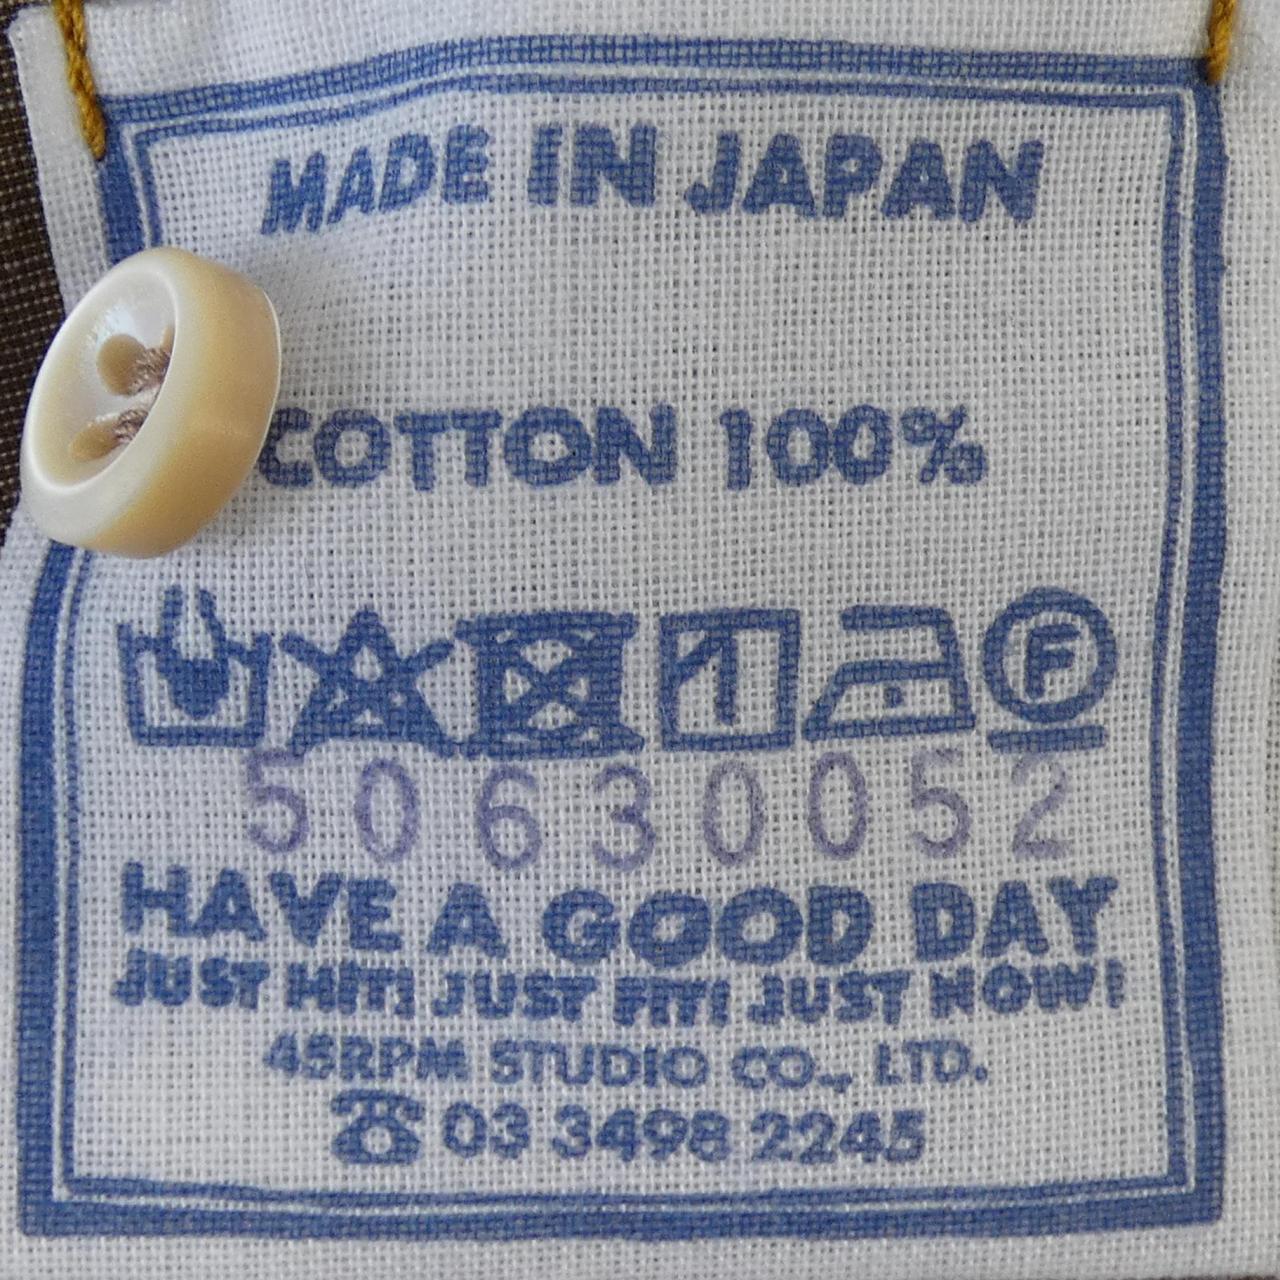 MADE IN JAPAN
COTTON 100%
F
50630052
HAVE A GOOD DAY
JUST HIT! JUST FIT! JUST NOW!
45RPM STUDIO CO., LTD.
☎03 3498 2245